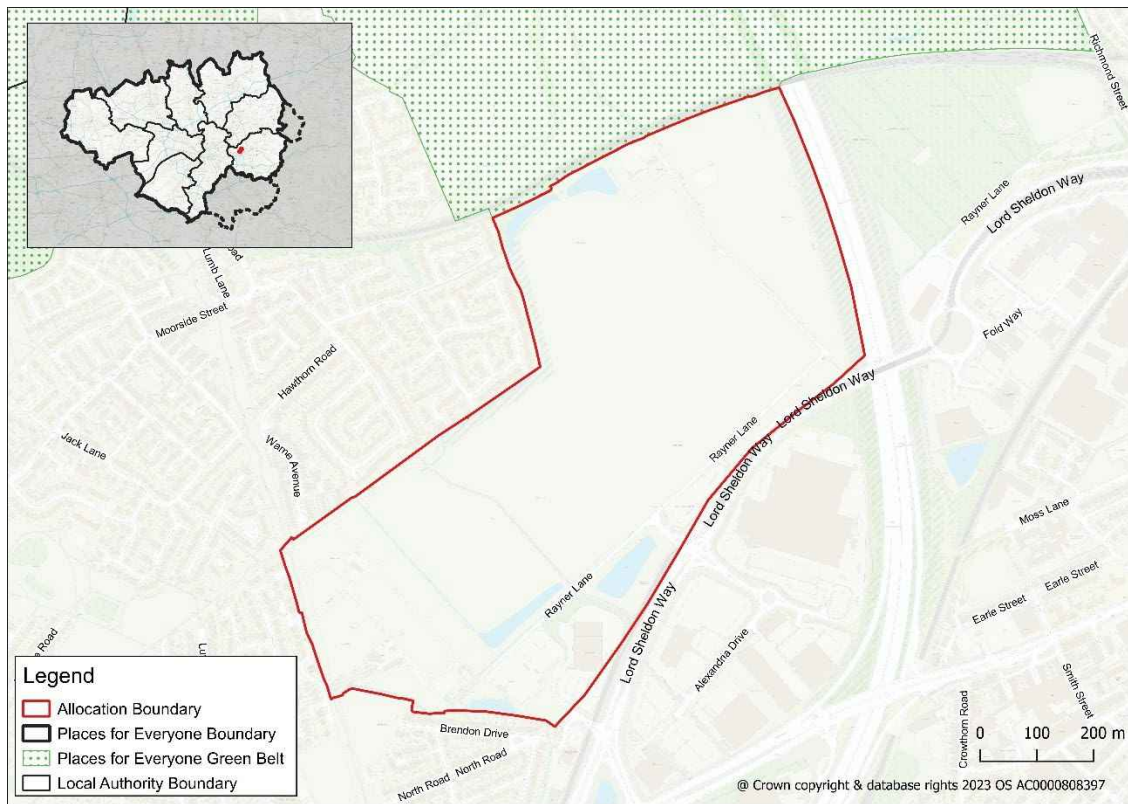 Richmond Street
Rayner Lane
Lord Sheldon Way
Lumb Lane
Moorside Street
Fold Way
Hawthorn Road
Lord Sheldon Way
Rayner Lane
Jack Lane
Warne Avenue
Lord Sheldon Way
Moss Lane
Earle Street
Earle Street
Rayner Lane
Lord Sheldon Way
Alexandria Drive
Smith Street
Crowthorn Road
Brendon Drive
North Road North Road
Legend
Allocation Boundary
Places for Everyone Boundary
Places for Everyone Green Belt
Local Authority Boundary
0 100 200 m
@ Crown copyright & database rights 2023 OS AC0000808397